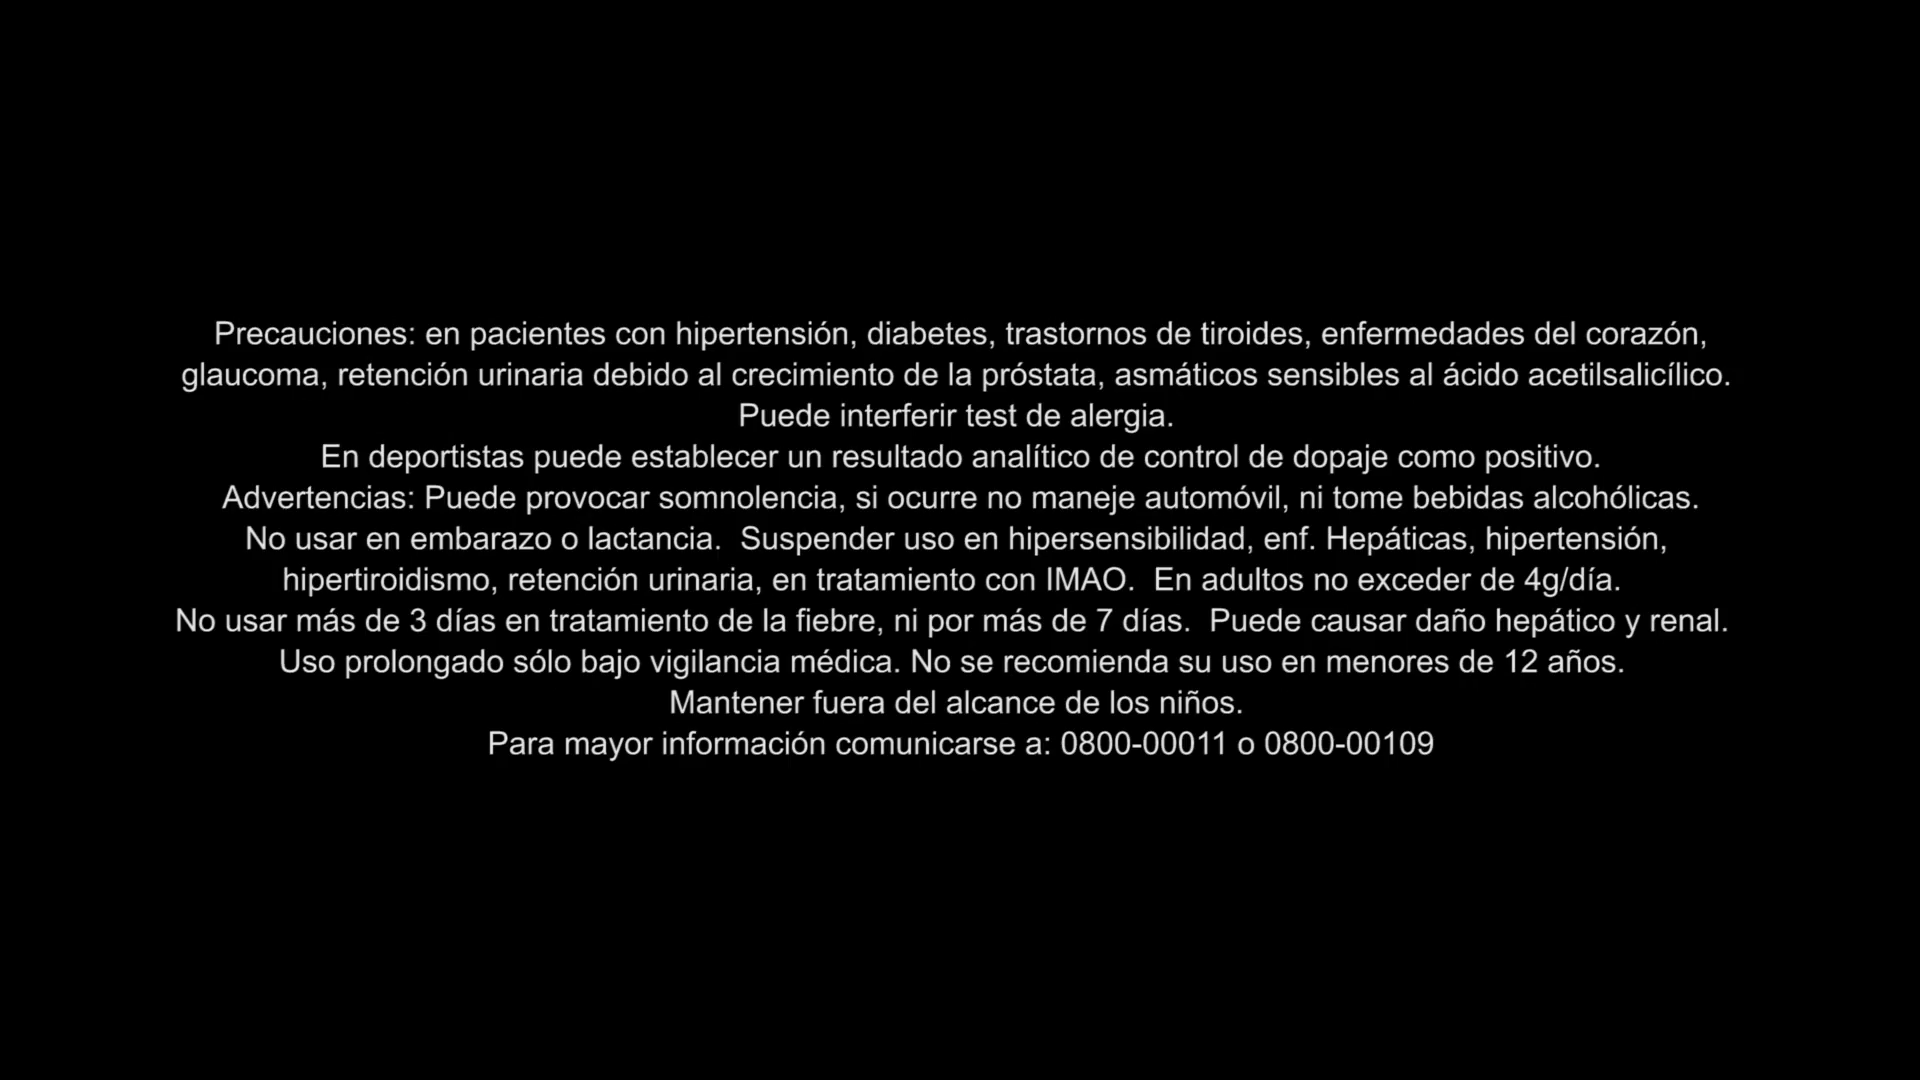 Precauciones: en pacientes con hipertensión, diabetes, trastornos de tiroides, enfermedades del corazón,
glaucoma, retención urinaria debido al crecimiento de la próstata, asmáticos sensibles al ácido acetilsalicílico.
Puede interferir test de alergia.
En deportistas puede establecer un resultado analítico de control de dopaje como positivo.
Advertencias: Puede provocar somnolencia, si ocurre no maneje automóvil, ni tome bebidas alcohólicas.
No usar en embarazo o lactancia.  Suspender uso en hipersensibilidad, enf. Hepáticas, hipertensión,
hipertiroidismo, retención urinaria, en tratamiento con IMAO.  En adultos no exceder de 4g/día.
No usar más de 3 días en tratamiento de la fiebre, ni por más de 7 días.  Puede causar daño hepático y renal.
Uso prolongado sólo bajo vigilancia médica. No se recomienda su uso en menores de 12 años.
Mantener fuera del alcance de los niños.
Para mayor información comunicarse a: 0800-00011 o 0800-00109